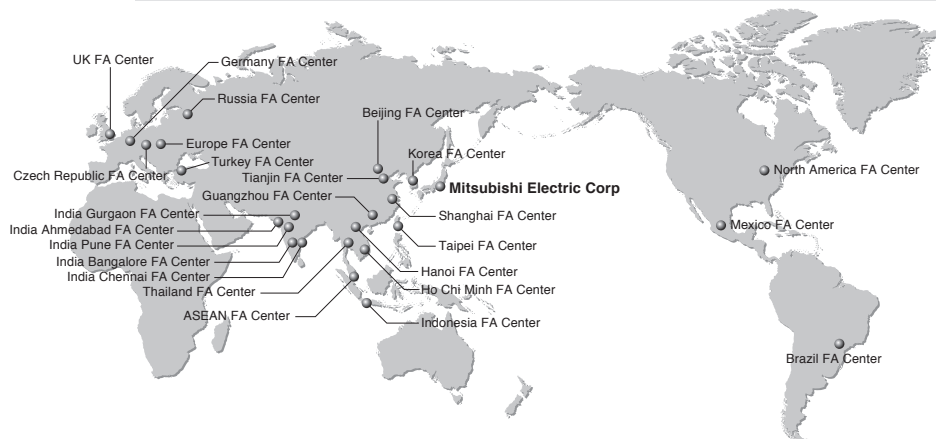 UK FA Center
Germany FA Center
Russia FA Center
Beijing FA Center
Europe FA Center
Korea FA Center
Turkey FA Center
Czech Republic FA Center
Tianjin FA Center
North America FA Center
Mitsubishi Electric Corp
Guangzhou FA Center
India Gurgaon FA Center
Shanghai FA Center
Mexico FA Center
India Ahmedabad FA Center
India Pune FA Center
Taipei FA Center
India Bangalore FA Center
Hanoi FA Center
India Chennai FA Center
Thailand FA Center
Ho Chi Minh FA Center
ASEAN FA Center
Indonesia FA Center
Brazil FA Center